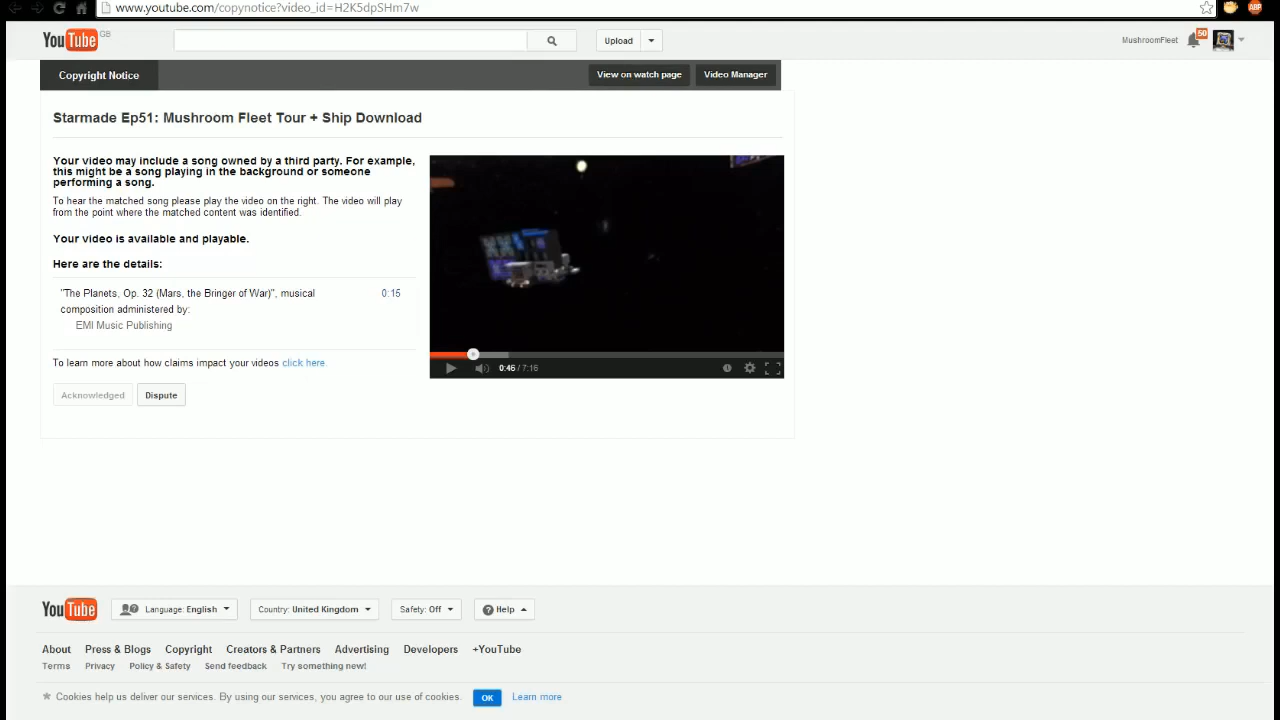 www.youtube.com/copynotice?video_id=H2K5dpSHm7w
YouTube GB
Upload
MushroomFleet
50
ABP
Copyright Notice
View on watch page
Video Manager
Starmade Ep51: Mushroom Fleet Tour + Ship Download
Your video may include a song owned by a third party. For example,
this might be a song playing in the background or someone
performing a song.
To hear the matched song please play the video on the right. The video will play
from the point where the matched content was identified.
Your video is available and playable.
Here are the details:
"The Planets, Op. 32 (Mars, the Bringer of War)", musical 0:15
composition administered by:
EMI Music Publishing
To learn more about how claims impact your videos click here.
Acknowledged
Dispute
0:46 / 7:16
YouTube
Language: English
Country: United Kingdom
Safety: Off
Help
About Press & Blogs Copyright Creators & Partners Advertising Developers +YouTube
Terms Privacy Policy & Safety Send feedback Try something new!
Cookies help us deliver our services. By using our services, you agree to our use of cookies. OK Learn more